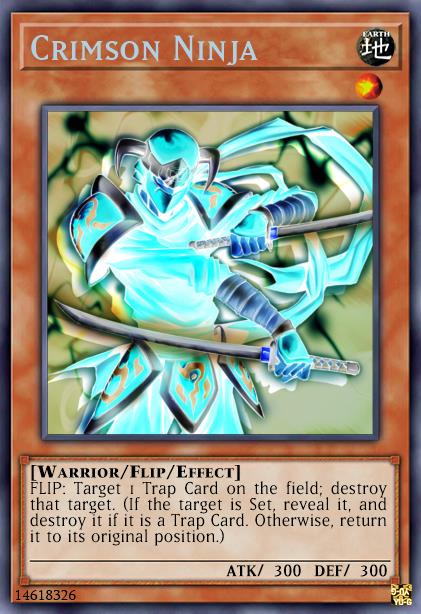 Crimson Ninja
EARTH
地
[Warrior/Flip/Effect]
FLIP: Target 1 Trap Card on the field; destroy
that target. (If the target is Set, reveal it, and
destroy it if it is a Trap Card. Otherwise, return
it to its original position.)
ATK/ 300 DEF/ 300
14618326